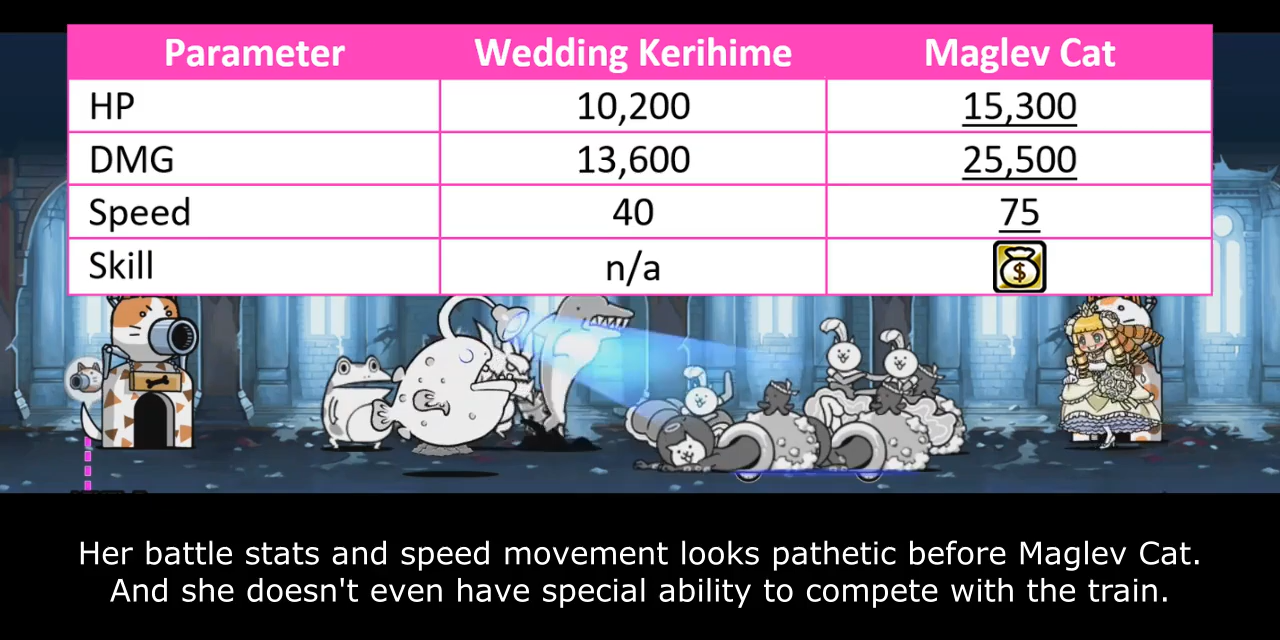 Parameter Wedding Kerihime Maglev Cat
HP 10,200 15,300
DMG 13,600 25,500
Speed 40 75
Skill n/a $
Her battle stats and speed movement looks pathetic before Maglev Cat.
And she doesn't even have special ability to compete with the train.